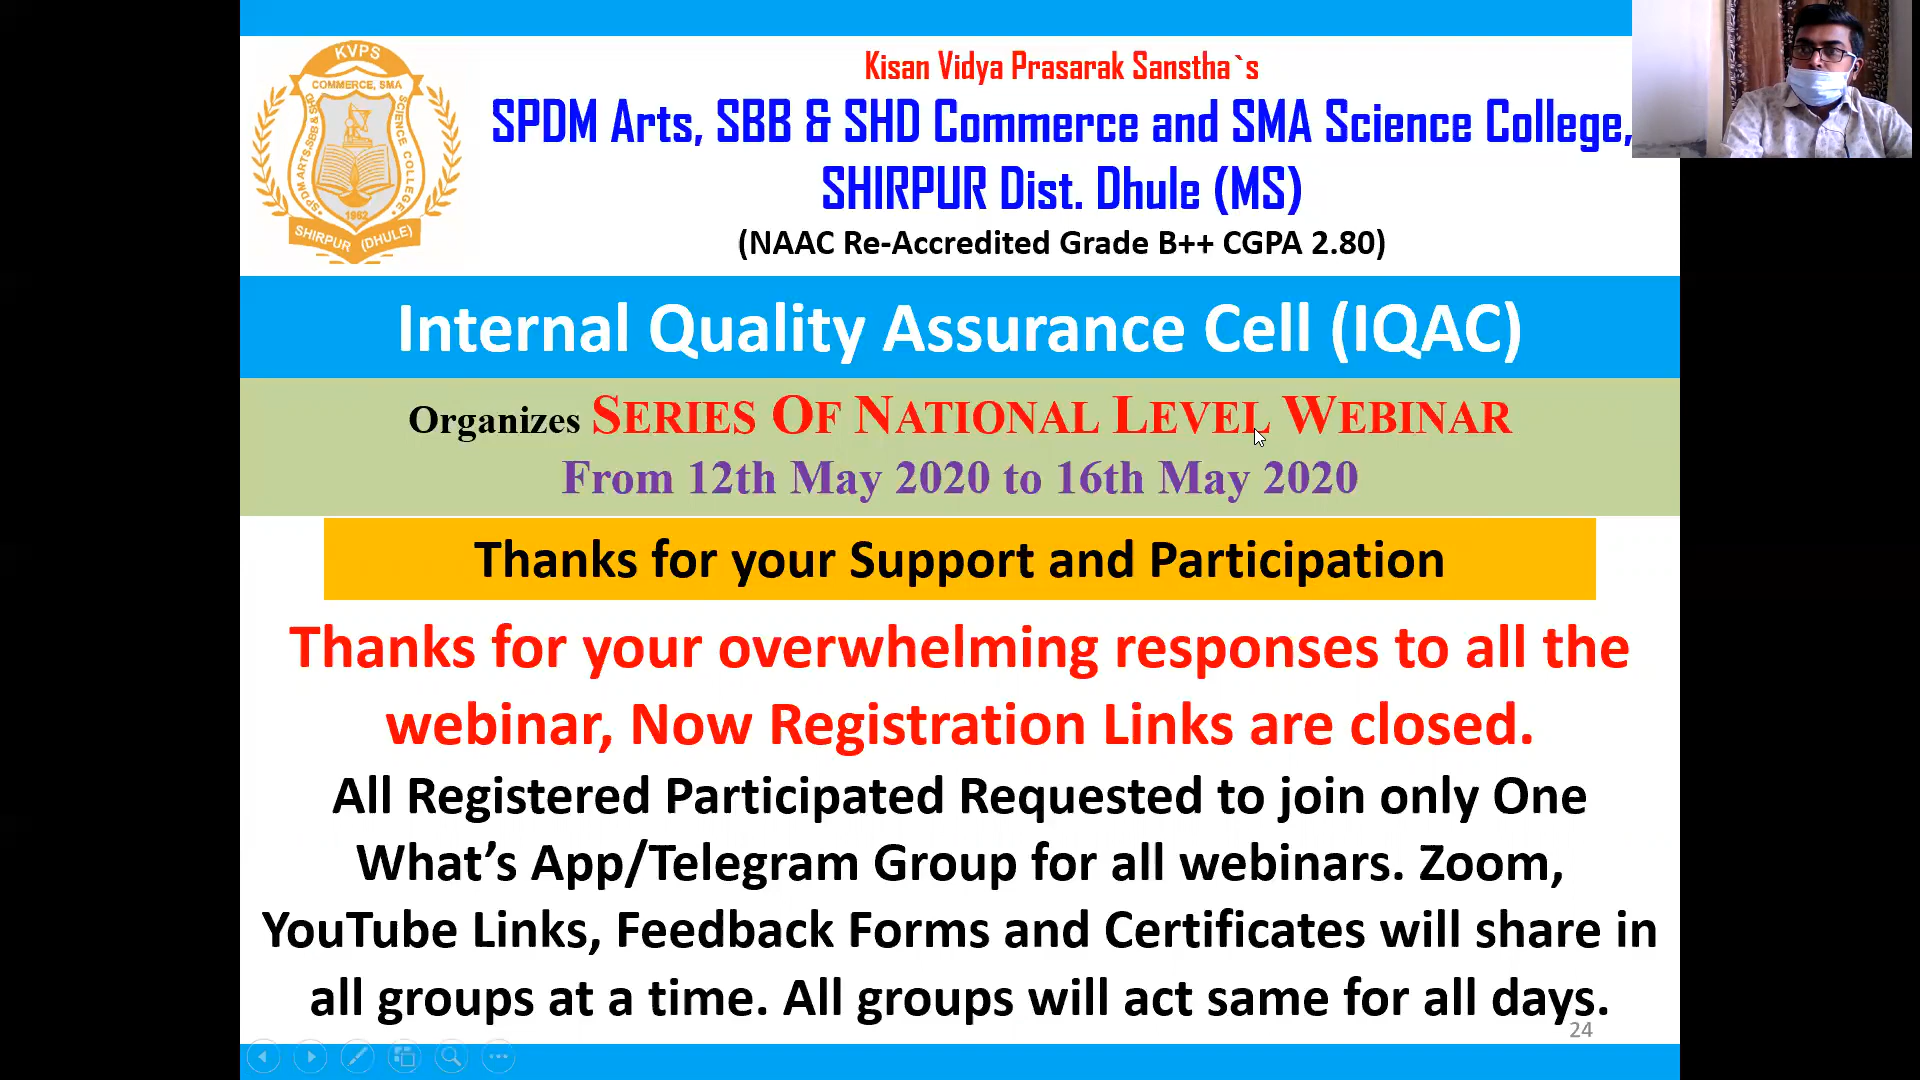 KVPS
COMMERCE, SMA
SPDM ARTS, SBB & SHD
SCIENCE COLLEGE
1962
SHIRPUR (DHULE)
Kisan Vidya Prasarak Sanstha`s
SPDM Arts, SBB & SHD Commerce and SMA Science College,
SHIRPUR Dist. Dhule (MS)
(NAAC Re-Accredited Grade B++ CGPA 2.80)
Internal Quality Assurance Cell (IQAC)
Organizes SERIES OF NATIONAL LEVEL WEBINAR
From 12th May 2020 to 16th May 2020
Thanks for your Support and Participation
Thanks for your overwhelming responses to all the
webinar, Now Registration Links are closed.
All Registered Participated Requested to join only One
What’s App/Telegram Group for all webinars. Zoom,
YouTube Links, Feedback Forms and Certificates will share in
all groups at a time. All groups will act same for all days.
24